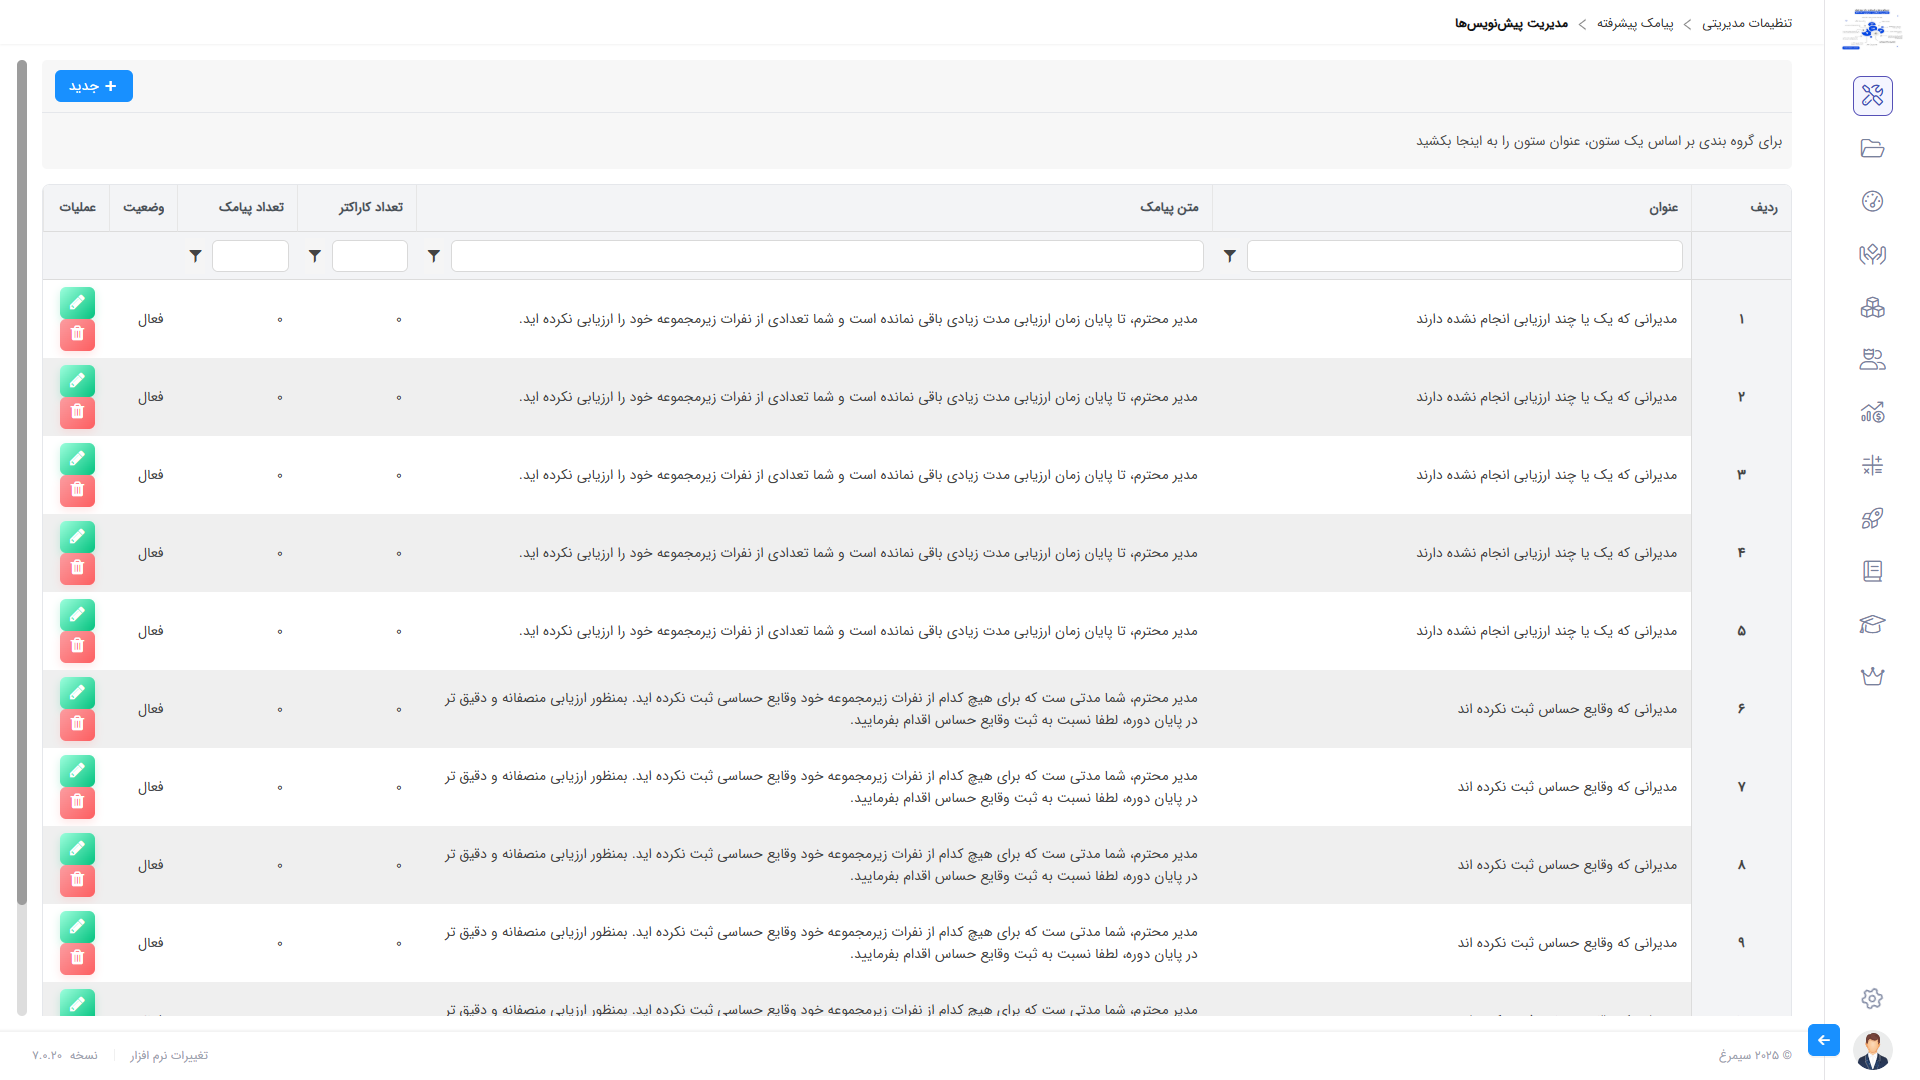 تنظیمات مدیریتی > پیامک پیشرفته > مدیریت پیش‌نویس‌ها
+ جدید
برای گروه بندی بر اساس یک ستون، عنوان ستون را به اینجا بکشید
ردیف عنوان متن پیامک تعداد کاراکتر تعداد پیامک وضعیت عملیات
۱ مدیرانی که یک یا چند ارزیابی انجام نشده دارند مدیر محترم، تا پایان زمان ارزیابی مدت زیادی باقی نمانده است و شما تعدادی از نفرات زیرمجموعه خود را ارزیابی نکرده اید. ۰ ۰ فعال
۲ مدیرانی که یک یا چند ارزیابی انجام نشده دارند مدیر محترم، تا پایان زمان ارزیابی مدت زیادی باقی نمانده است و شما تعدادی از نفرات زیرمجموعه خود را ارزیابی نکرده اید. ۰ ۰ فعال
۳ مدیرانی که یک یا چند ارزیابی انجام نشده دارند مدیر محترم، تا پایان زمان ارزیابی مدت زیادی باقی نمانده است و شما تعدادی از نفرات زیرمجموعه خود را ارزیابی نکرده اید. ۰ ۰ فعال
۴ مدیرانی که یک یا چند ارزیابی انجام نشده دارند مدیر محترم، تا پایان زمان ارزیابی مدت زیادی باقی نمانده است و شما تعدادی از نفرات زیرمجموعه خود را ارزیابی نکرده اید. ۰ ۰ فعال
۵ مدیرانی که یک یا چند ارزیابی انجام نشده دارند مدیر محترم، تا پایان زمان ارزیابی مدت زیادی باقی نمانده است و شما تعدادی از نفرات زیرمجموعه خود را ارزیابی نکرده اید. ۰ ۰ فعال
۶ مدیرانی که وقایع حساس ثبت نکرده اند مدیر محترم، شما مدتی ست که برای هیچ کدام از نفرات زیرمجموعه خود وقایع حساسی ثبت نکرده اید. بمنظور ارزیابی منصفانه و دقیق تر
در پایان دوره، لطفا نسبت به ثبت وقایع حساس اقدام بفرمایید. ۰ ۰ فعال
۷ مدیرانی که وقایع حساس ثبت نکرده اند مدیر محترم، شما مدتی ست که برای هیچ کدام از نفرات زیرمجموعه خود وقایع حساسی ثبت نکرده اید. بمنظور ارزیابی منصفانه و دقیق تر
در پایان دوره، لطفا نسبت به ثبت وقایع حساس اقدام بفرمایید. ۰ ۰ فعال
۸ مدیرانی که وقایع حساس ثبت نکرده اند مدیر محترم، شما مدتی ست که برای هیچ کدام از نفرات زیرمجموعه خود وقایع حساسی ثبت نکرده اید. بمنظور ارزیابی منصفانه و دقیق تر
در پایان دوره، لطفا نسبت به ثبت وقایع حساس اقدام بفرمایید. ۰ ۰ فعال
۹ مدیرانی که وقایع حساس ثبت نکرده اند مدیر محترم، شما مدتی ست که برای هیچ کدام از نفرات زیرمجموعه خود وقایع حساسی ثبت نکرده اید. بمنظور ارزیابی منصفانه و دقیق تر
در پایان دوره، لطفا نسبت به ثبت وقایع حساس اقدام بفرمایید. ۰ ۰ فعال
مدیر محترم، شما مدتی ست که برای هیچ کدام از نفرات زیرمجموعه خود وقایع حساسی ثبت نکرده اید. بمنظور ارزیابی منصفانه و دقیق تر
© ۲۰۲۵ سیمرغ
تغییرات نرم افزار نسخه ۷.۰.۲۰